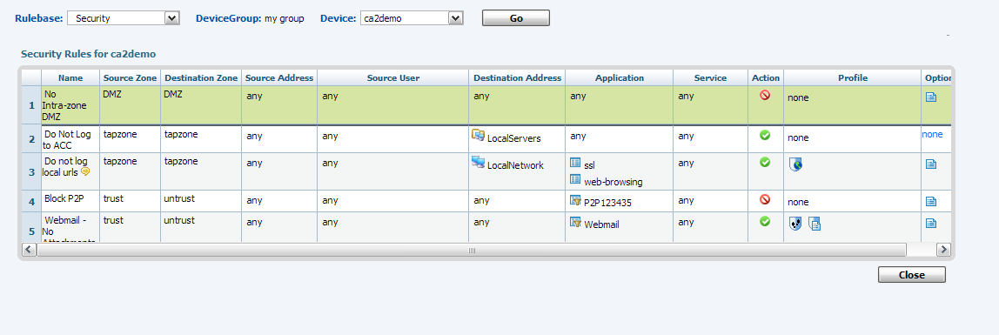 Rulebase: Security DeviceGroup: my group Device: ca2demo Go
Security Rules for ca2demo
Name Source Zone Destination Zone Source Address Source User Destination Address Application Service Action Profile Option
1 No Intra-zone DMZ DMZ DMZ any any any any any none
2 Do Not Log to ACC tapzone tapzone any any LocalServers any any none none
3 Do not log local urls tapzone tapzone any any LocalNetwork ssl web-browsing any
4 Block P2P trust untrust any any any P2P123435 any none
5 Webmail - No Attachments trust untrust any any any Webmail any
Close